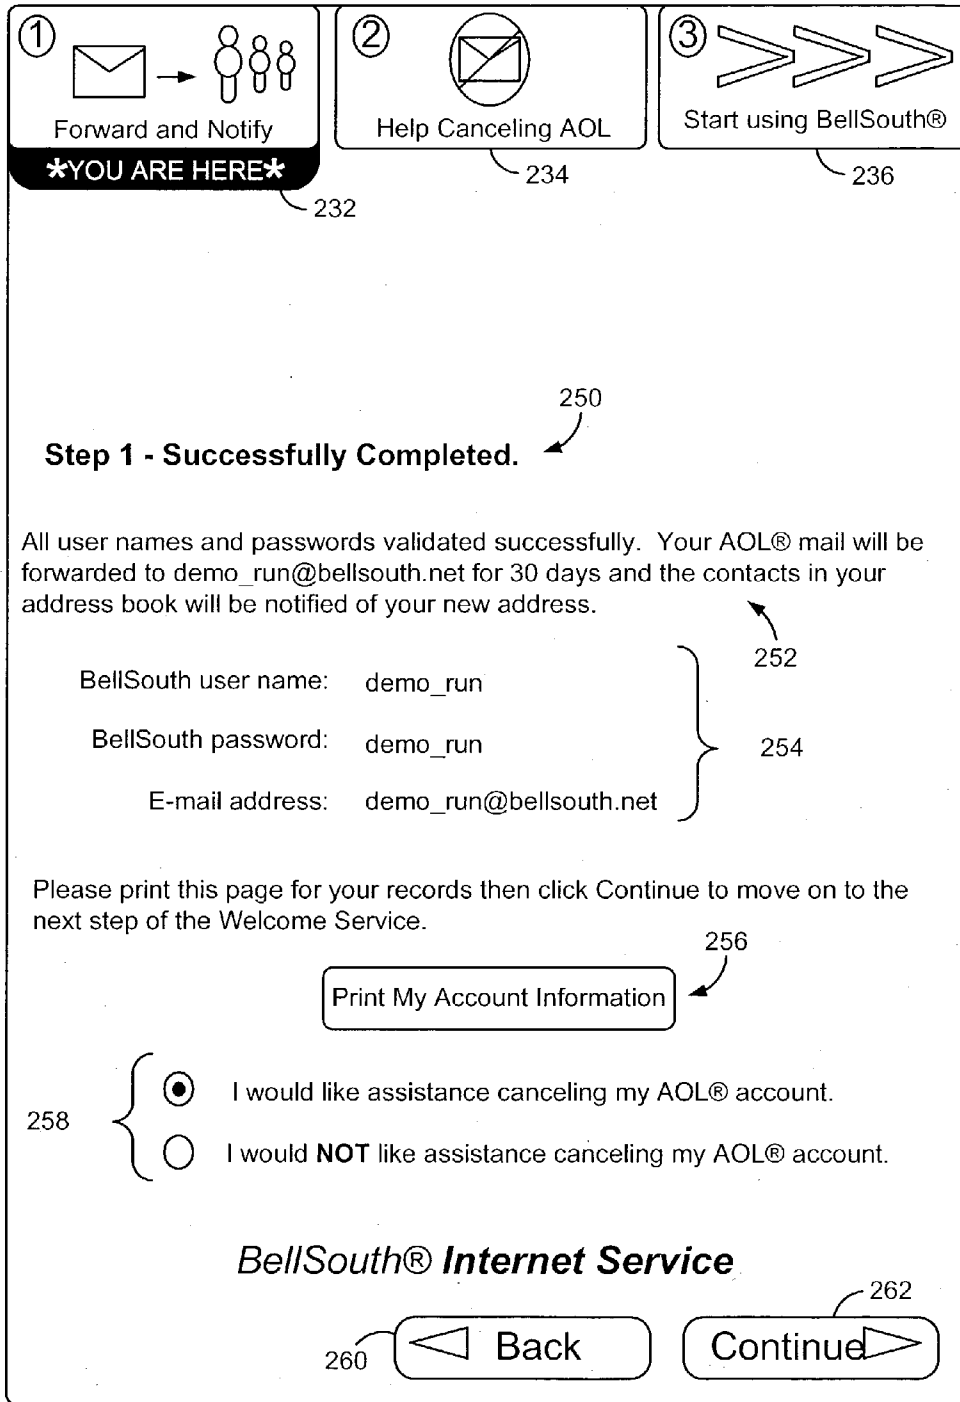 1
Forward and Notify
*YOU ARE HERE*
232
2
Help Canceling AOL
234
3
Start using BellSouth®
236
250
Step 1 - Successfully Completed.
All user names and passwords validated successfully. Your AOL® mail will be
forwarded to demo_run@bellsouth.net for 30 days and the contacts in your
address book will be notified of your new address.
252
BellSouth user name: demo_run
BellSouth password: demo_run
E-mail address: demo_run@bellsouth.net
254
Please print this page for your records then click Continue to move on to the
next step of the Welcome Service.
256
Print My Account Information
258
I would like assistance canceling my AOL® account.
I would NOT like assistance canceling my AOL® account.
BellSouth® Internet Service
262
260
Back
Continue